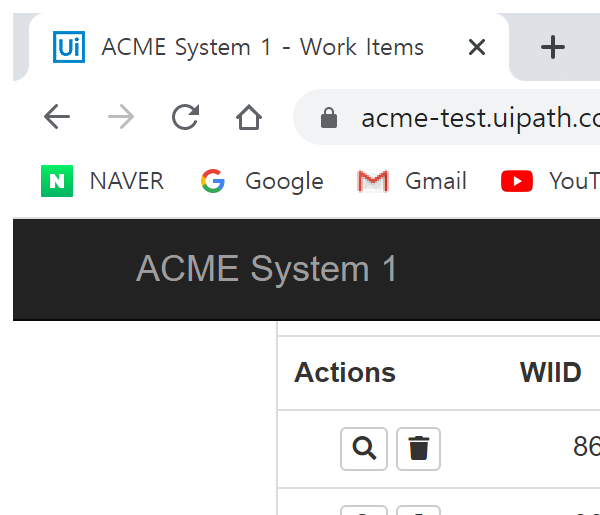 Ui ACME System 1 - Work Items
acme-test.uipath.co
N NAVER Google Gmail YouT
ACME System 1
Actions WIID
86